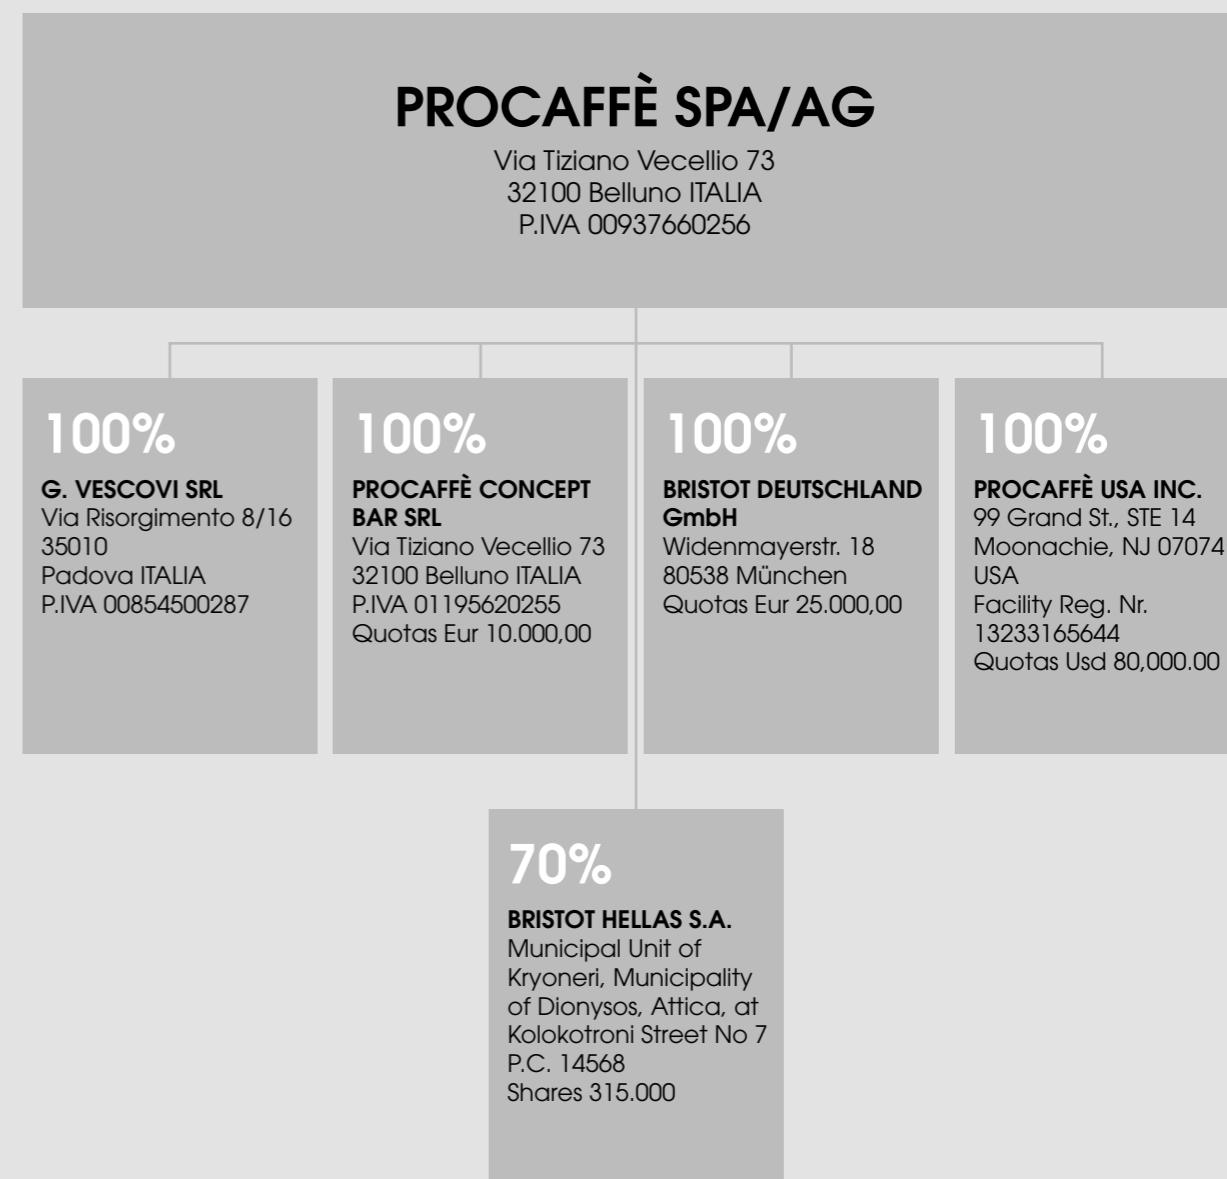 PROCAFFÈ SPA/AG
Via Tiziano Vecellio 73
32100 Belluno ITALIA
P.IVA 00937660256
100%
G. VESCOVI SRL
Via Risorgimento 8/16
35010
Padova ITALIA
P.IVA 00854500287
100%
PROCAFFÈ CONCEPT
BAR SRL
Via Tiziano Vecellio 73
32100 Belluno ITALIA
P.IVA 01195620255
Quotas Eur 10.000,00
100%
BRISTOT DEUTSCHLAND
GmbH
Widenmayerstr. 18
80538 München
Quotas Eur 25.000,00
100%
PROCAFFÈ USA INC.
99 Grand St., STE 14
Moonachie, NJ 07074
USA
Facility Reg. Nr.
13233165644
Quotas Usd 80,000.00
70%
BRISTOT HELLAS S.A.
Municipal Unit of
Kryoneri, Municipality
of Dionysos, Attica, at
Kolokotroni Street No 7
P.C. 14568
Shares 315.000